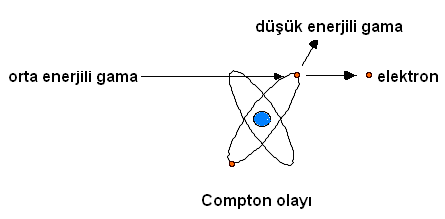 düşük enerjili gama
orta enerjili gama
elektron
Compton olayı